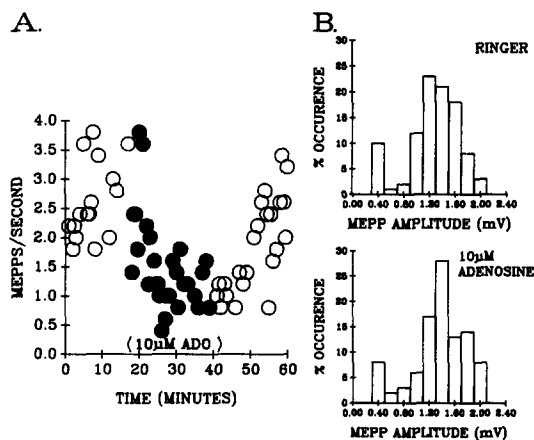 A.
MEPPS/SECOND
4.0
3.5
3.0
2.5
2.0
1.5
1.0
0.5
0.0
(10µM ADO)
0 10 20 30 40 50 60
TIME (MINUTES)
B.
RINGER
% OCCURENCE
30
25
20
15
10
5
0
0.00 0.40 0.80 1.20 1.60 2.00 2.40
MEPP AMPLITUDE (mV)
10µM
ADENOSINE
% OCCURENCE
30
25
20
15
10
5
0
0.00 0.40 0.80 1.20 1.60 2.00 2.40
MEPP AMPLITUDE (mV)